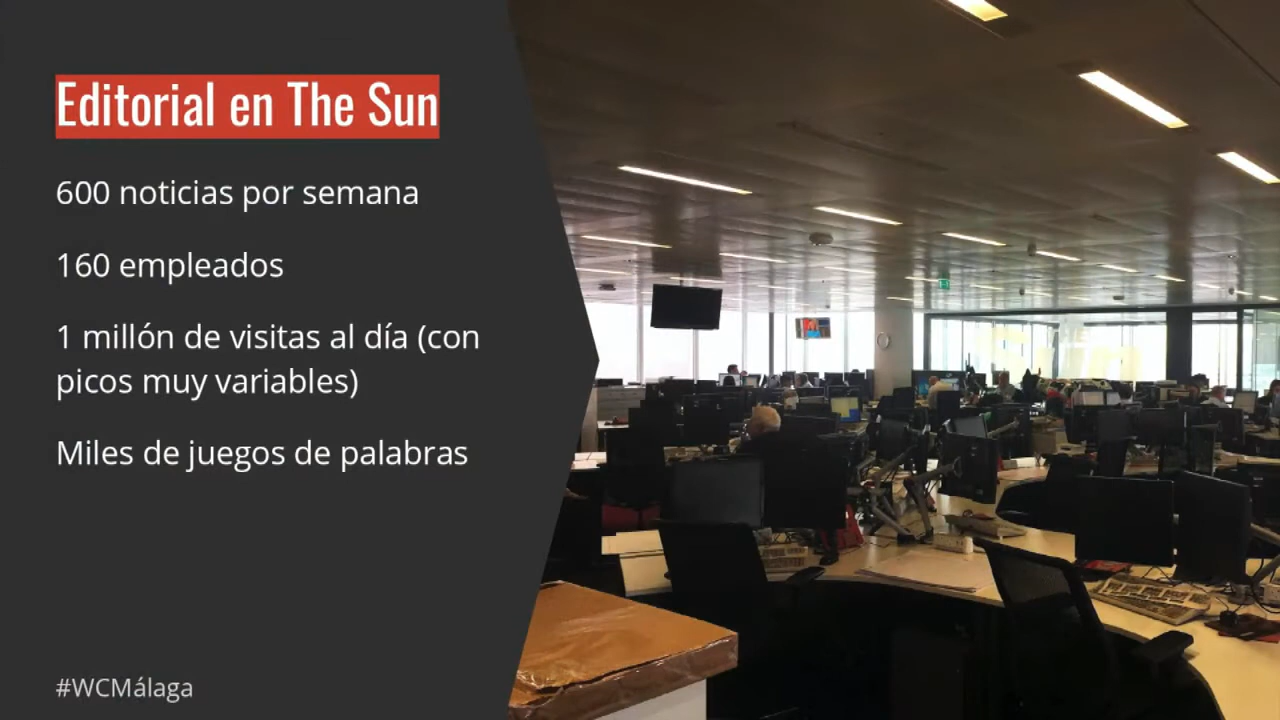 Editorial en The Sun
600 noticias por semana
160 empleados
1 millón de visitas al día (con
picos muy variables)
Miles de juegos de palabras
#WCMálaga